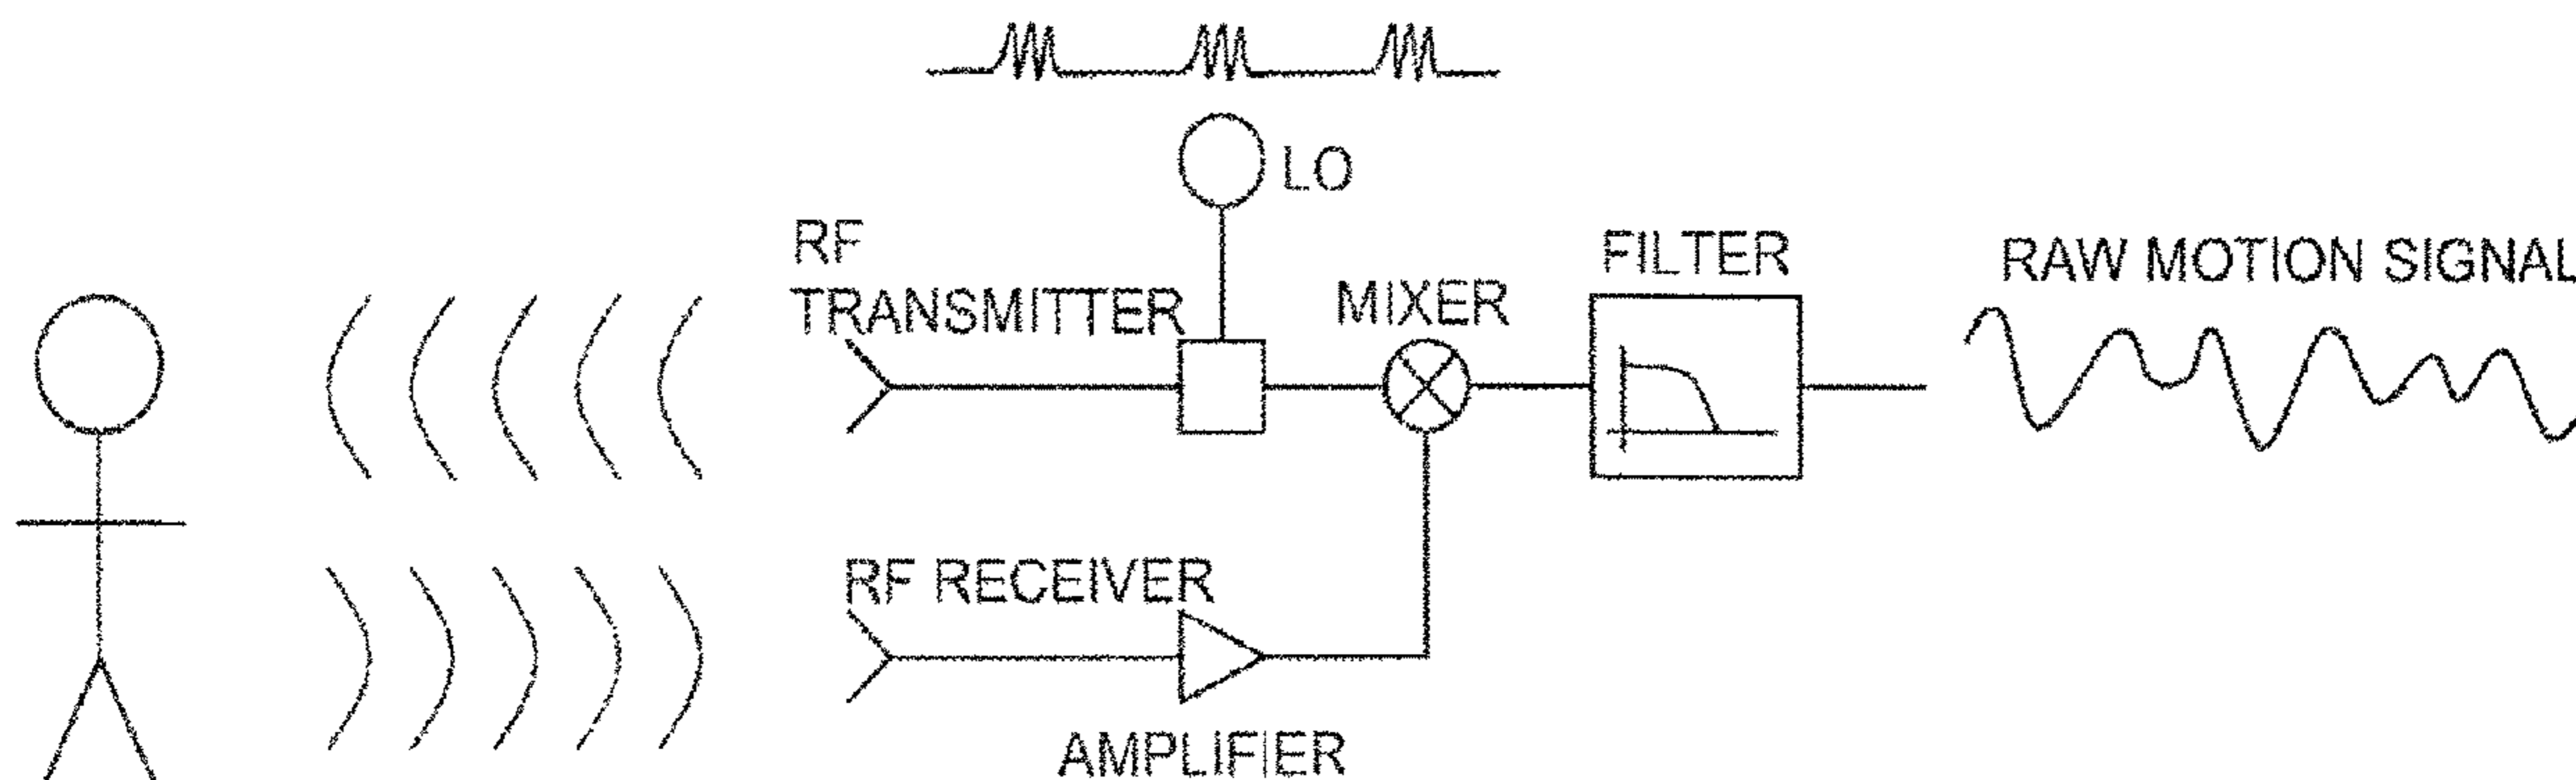 LO
RF
TRANSMITTER
MIXER
FILTER
RAW MOTION SIGNAL
RF RECEIVER
AMPLIFIER